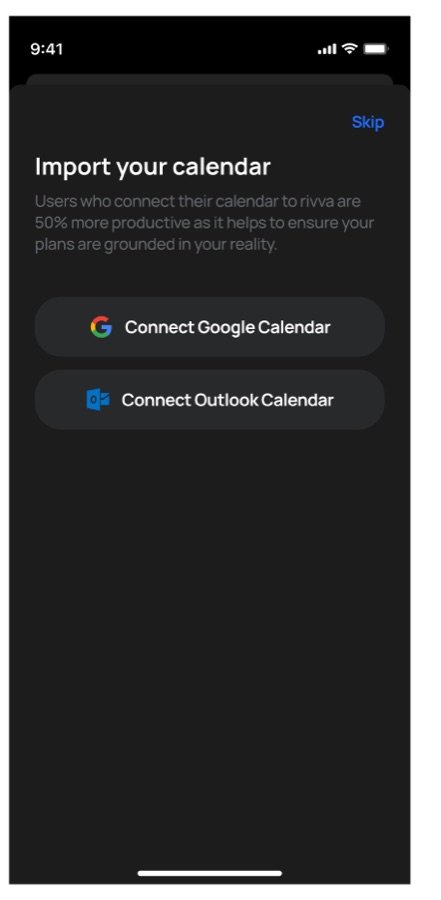 9:41
Skip
Import your calendar
Users who connect their calendar to rivva are
50% more productive as it helps to ensure your
plans are grounded in your reality.
Connect Google Calendar
Connect Outlook Calendar